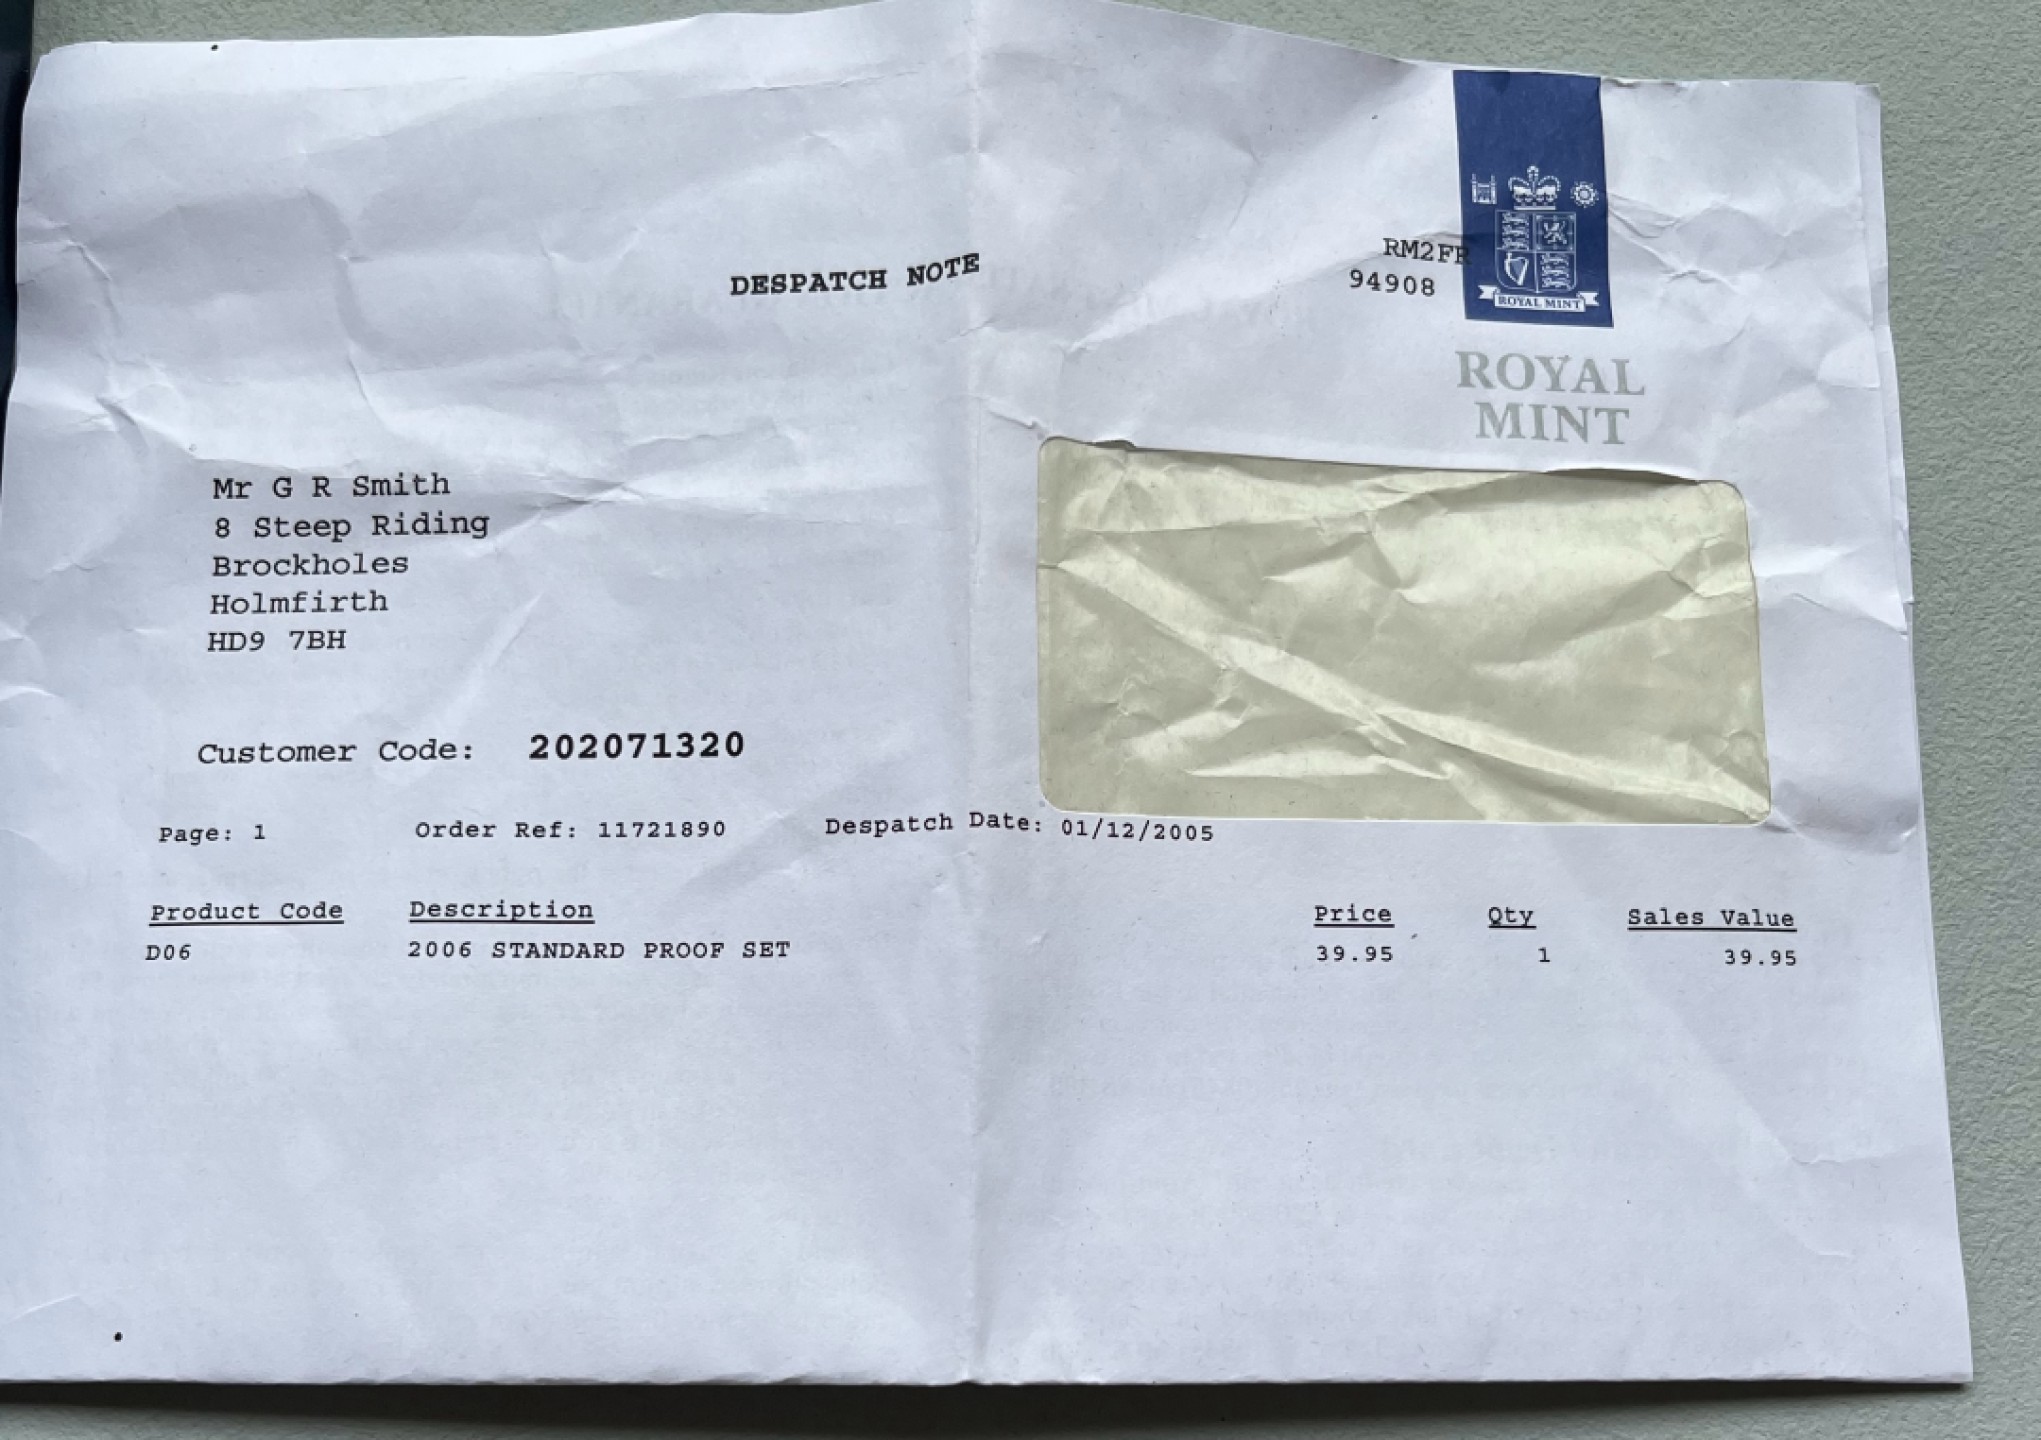 DESPATCH NOTE
RM2FR
94908
ROYAL MINT
ROYAL
MINT
Mr G R Smith
8 Steep Riding
Brockholes
Holmfirth
HD9 7BH
Customer Code: 202071320
Page: 1 Order Ref: 11721890 Despatch Date: 01/12/2005
Product Code Description Price Qty Sales Value
D06 2006 STANDARD PROOF SET 39.95 1 39.95